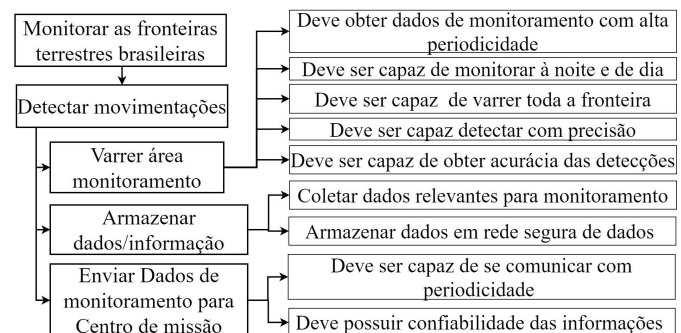 Monitorar as fronteiras
terrestres brasileiras
Detectar movimentações
Varrer área
monitoramento
Deve obter dados de monitoramento com alta
periodicidade
Deve ser capaz de monitorar à noite e de dia
Deve ser capaz de varrer toda a fronteira
Deve ser capaz detectar com precisão
Deve ser capaz de obter acurácia das detecções
Armazenar
dados/informação
Coletar dados relevantes para monitoramento
Armazenar dados em rede segura de dados
Enviar Dados de
monitoramento para
Centro de missão
Deve ser capaz de se comunicar com
periodicidade
Deve possuir confiabilidade das informações